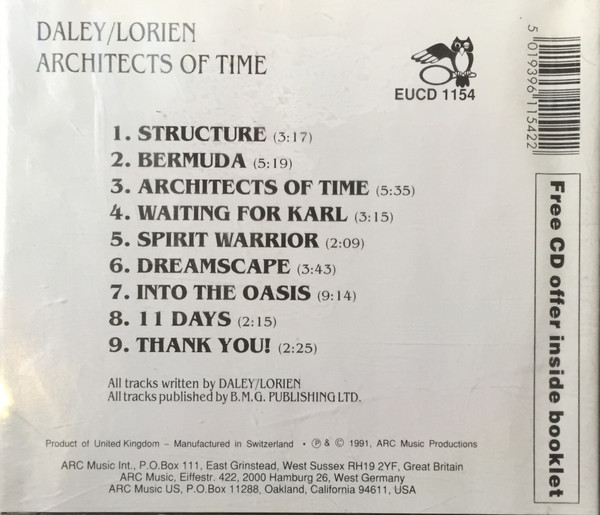 DALEY/LORIEN
ARCHITECTS OF TIME
EUCD 1154
5 019396 115422
1. STRUCTURE (3:17)
2. BERMUDA (5:19)
3. ARCHITECTS OF TIME (5:35)
4. WAITING FOR KARL (3:15)
5. SPIRIT WARRIOR (2:09)
6. DREAMSCAPE (3:43)
7. INTO THE OASIS (9:14)
8. 11 DAYS (2:15)
9. THANK YOU! (2:25)
Free CD offer inside booklet
All tracks written by DALEY/LORIEN
All tracks published by B.M.G. PUBLISHING LTD.
Product of United Kingdom – Manufactured in Switzerland • ℗ & © 1991, ARC Music Productions
ARC Music Int., P.O.Box 111, East Grinstead, West Sussex RH19 2YF, Great Britain
ARC Music, Eiffestr. 422, 2000 Hamburg 26, West Germany
ARC Music US, P.O.Box 11288, Oakland, California 94611, USA